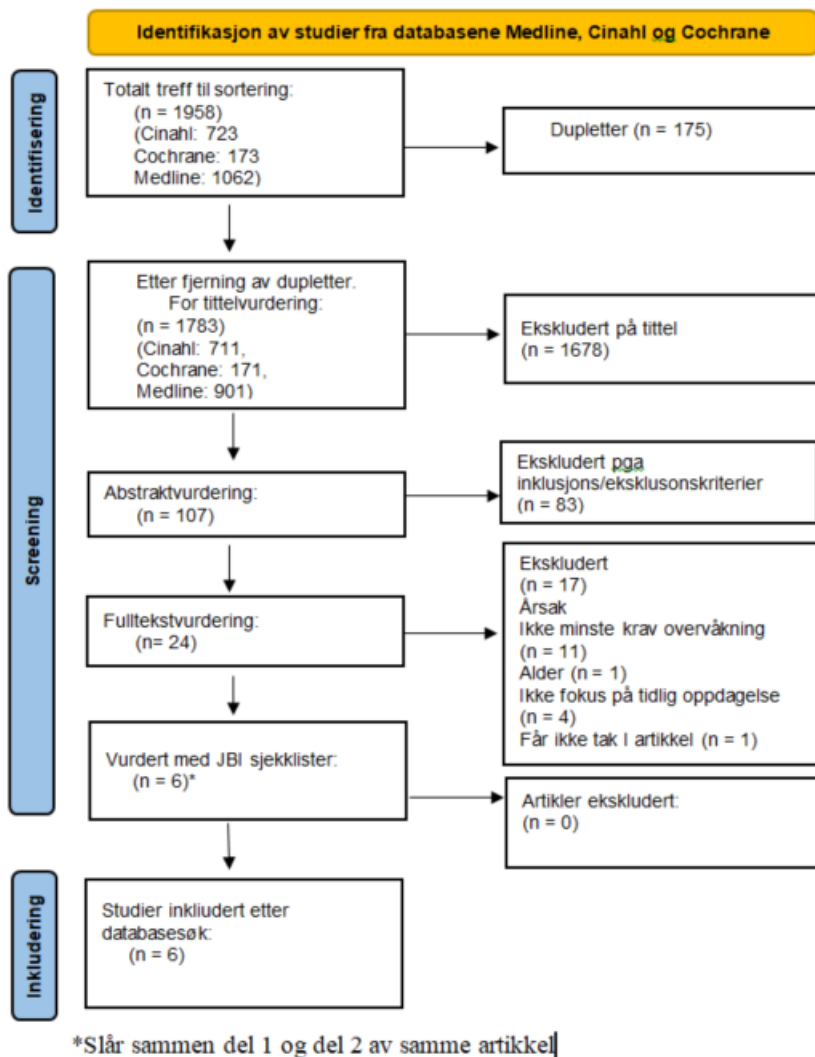 Identifikasjon av studier fra databasene Medline, Cinahl og Cochrane
Identifisering
Totalt treff til sortering:
(n = 1958)
(Cinahl: 723
Cochrane: 173
Medline: 1062)
Dupletter (n = 175)
Screening
Etter fjerning av dupletter.
For tittelvurdering:
(n = 1783)
(Cinahl: 711,
Cochrane: 171,
Medline: 901)
Ekskludert på tittel
(n = 1678)
Abstraktvurdering:
(n = 107)
Ekskludert pga
inklusjons/eksklusonskriterier
(n = 83)
Fulltekstvurdering:
(n= 24)
Ekskludert
(n = 17)
Årsak
Ikke minste krav overvåkning
(n = 11)
Alder (n = 1)
Ikke fokus på tidlig oppdagelse
(n = 4)
Får ikke tak I artikkel (n = 1)
Vurdert med JBI sjekklister:
(n = 6)*
Artikler ekskludert:
(n = 0)
Inkludering
Studier inkliudert etter
databasesøk:
(n = 6)
*Slår sammen del 1 og del 2 av samme artikkel